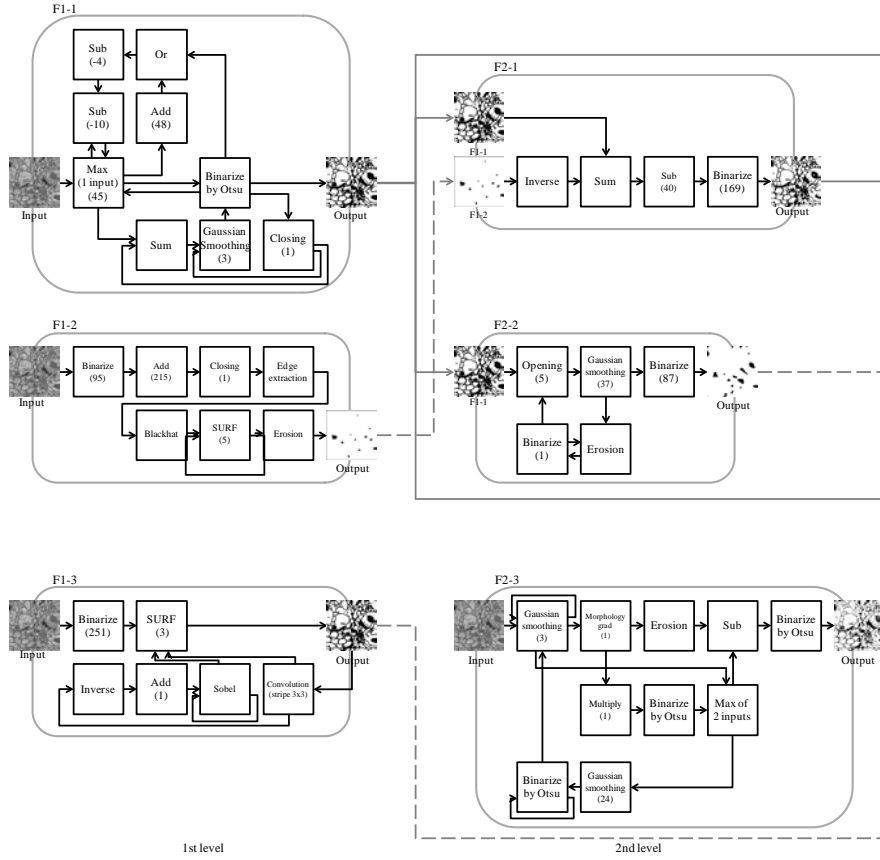 F1-1
Sub
(-4)
Or
Sub
(-10)
Add
(48)
Max
(1 input)
(45)
Binarize
by Otsu
Input
Output
Sum
Gaussian
Smoothing
(3)
Closing
(1)
F2-1
F1-1
F1-2
Inverse
Sum
Sub
(40)
Binarize
(169)
Output
F1-2
Input
Binarize
(95)
Add
(215)
Closing
(1)
Edge
extraction
Blackhat
SURF
(5)
Erosion
Output
F2-2
F1-1
Opening
(5)
Gaussian
smoothing
(37)
Binarize
(87)
Output
Binarize
(1)
Erosion
F1-3
Input
Binarize
(251)
SURF
(3)
Output
Inverse
Add
(1)
Sobel
Convolution
(stripe 3x3)
F2-3
Input
Gaussian
smoothing
(3)
Morphology
grad
(1)
Erosion
Sub
Binarize
by Otsu
Output
Multiply
(1)
Binarize
by Otsu
Max of
2 inputs
Binarize
by Otsu
Gaussian
smoothing
(24)
1st level
2nd level